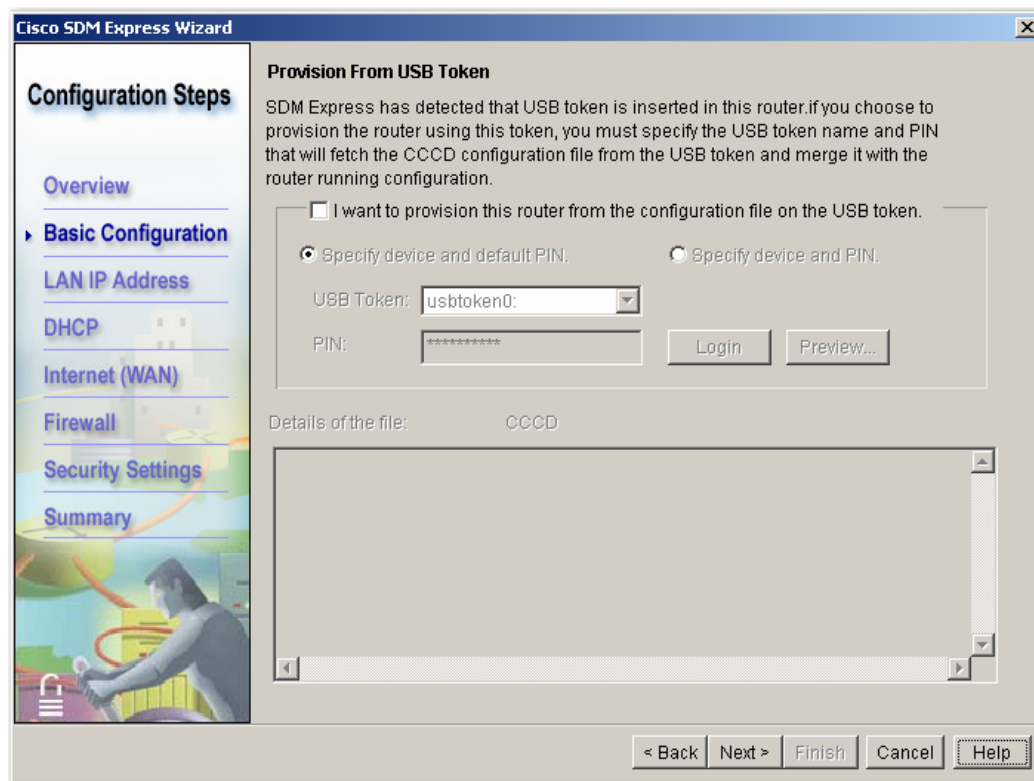 Cisco SDM Express Wizard
Configuration Steps
Overview
Basic Configuration
LAN IP Address
DHCP
Internet (WAN)
Firewall
Security Settings
Summary
Provision From USB Token
SDM Express has detected that USB token is inserted in this router.if you choose to
provision the router using this token, you must specify the USB token name and PIN
that will fetch the CCCD configuration file from the USB token and merge it with the
router running configuration.
I want to provision this router from the configuration file on the USB token.
Specify device and default PIN.
Specify device and PIN.
USB Token: usbtoken0:
PIN: **********
Login
Preview...
Details of the file: CCCD
< Back
Next >
Finish
Cancel
Help